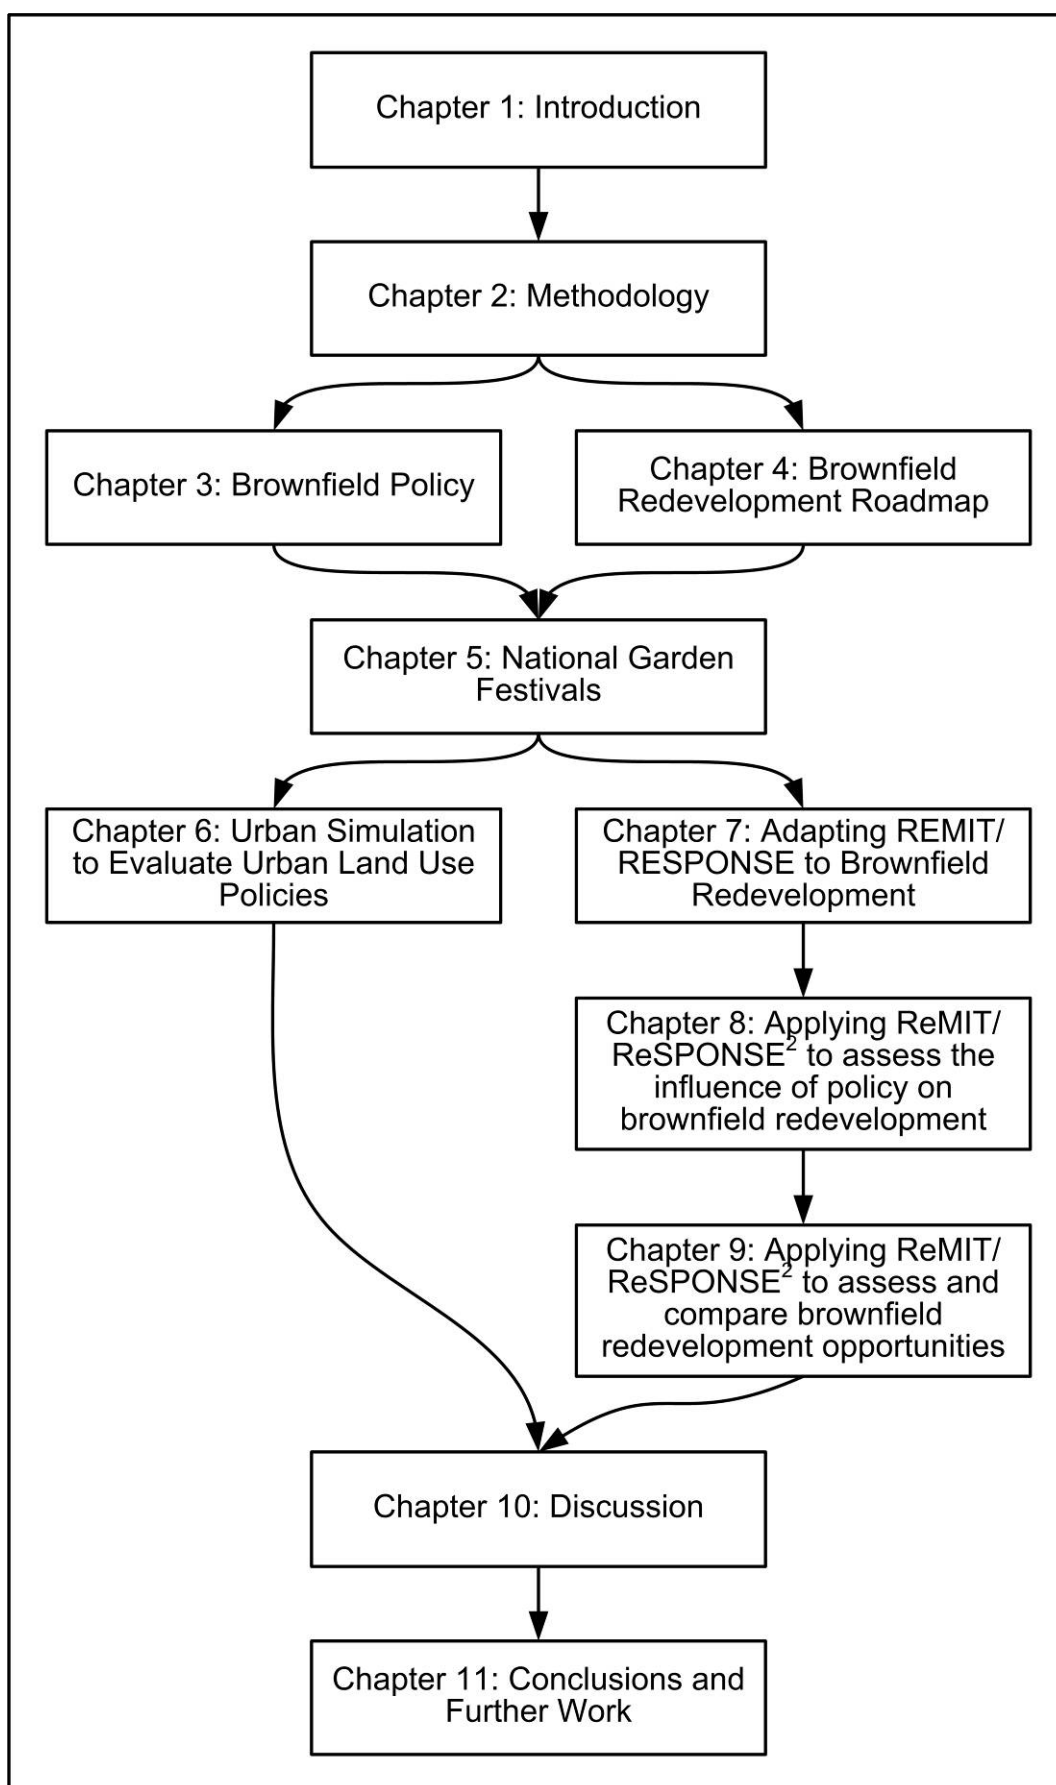 Chapter 1: Introduction
Chapter 2: Methodology
Chapter 3: Brownfield Policy
Chapter 4: Brownfield
Redevelopment Roadmap
Chapter 5: National Garden
Festivals
Chapter 6: Urban Simulation
to Evaluate Urban Land Use
Policies
Chapter 7: Adapting REMIT/
RESPONSE to Brownfield
Redevelopment
Chapter 8: Applying ReMIT/
ReSPONSE² to assess the
influence of policy on
brownfield redevelopment
Chapter 9: Applying ReMIT/
ReSPONSE² to assess and
compare brownfield
redevelopment opportunities
Chapter 10: Discussion
Chapter 11: Conclusions and
Further Work